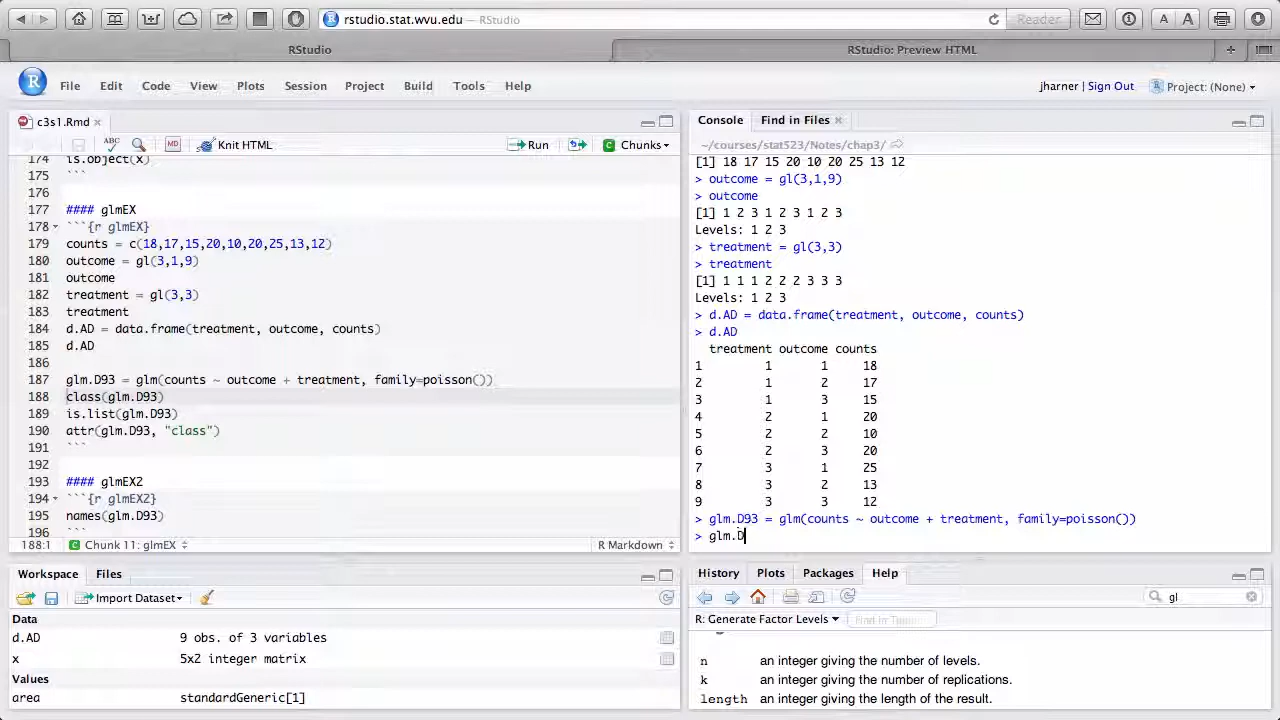 rstudio.stat.wvu.edu — RStudio
Reader
A A
RStudio
RStudio: Preview HTML
+
R
File Edit Code View Plots Session Project Build Tools Help
jharner | Sign Out
Project: (None)
c3s1.Rmd ×
ABC
MD
Knit HTML
Run
Chunks
174 is.object(x)
175 ```
176
177 #### glmEX
178 ```{r glmEX}
179 counts = c(18,17,15,20,10,20,25,13,12)
180 outcome = gl(3,1,9)
181 outcome
182 treatment = gl(3,3)
183 treatment
184 d.AD = data.frame(treatment, outcome, counts)
185 d.AD
186
187 glm.D93 = glm(counts ~ outcome + treatment, family=poisson())
188 class(glm.D93)
189 is.list(glm.D93)
190 attr(glm.D93, "class")
191 ```
192
193 #### glmEX2
194 ```{r glmEX2}
195 names(glm.D93)
196 ```
188:1 C Chunk 11: glmEX
R Markdown
Console Find in Files ×
~/courses/stat523/Notes/chap3/
[1] 18 17 15 20 10 20 25 13 12
> outcome = gl(3,1,9)
> outcome
[1] 1 2 3 1 2 3 1 2 3
Levels: 1 2 3
> treatment = gl(3,3)
> treatment
[1] 1 1 1 2 2 2 3 3 3
Levels: 1 2 3
> d.AD = data.frame(treatment, outcome, counts)
> d.AD
treatment outcome counts
1 1 1 18
2 1 2 17
3 1 3 15
4 2 1 20
5 2 2 10
6 2 3 20
7 3 1 25
8 3 2 13
9 3 3 12
> glm.D93 = glm(counts ~ outcome + treatment, family=poisson())
> glm.D
Workspace Files
Import Dataset
Data
d.AD 9 obs. of 3 variables
x 5x2 integer matrix
Values
area standardGeneric[1]
History Plots Packages Help
gl
R: Generate Factor Levels
Find in Topic
n an integer giving the number of levels.
k an integer giving the number of replications.
length an integer giving the length of the result.